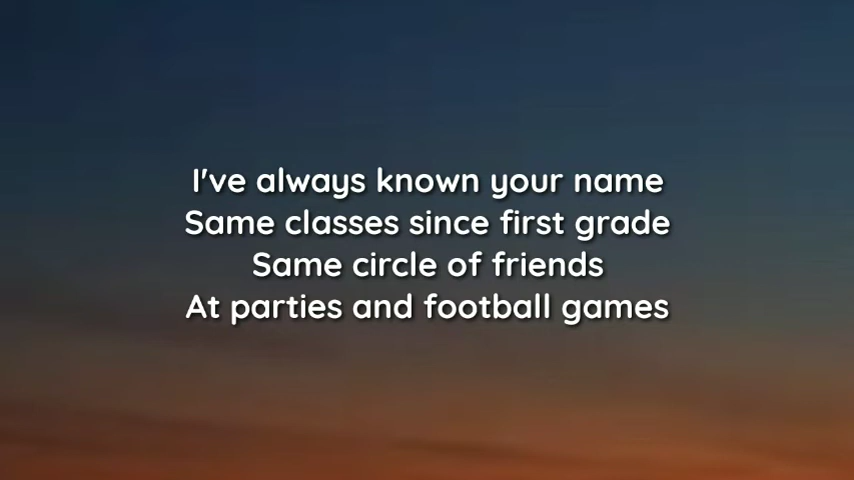 I've always known your name
Same classes since first grade
Same circle of friends
At parties and football games